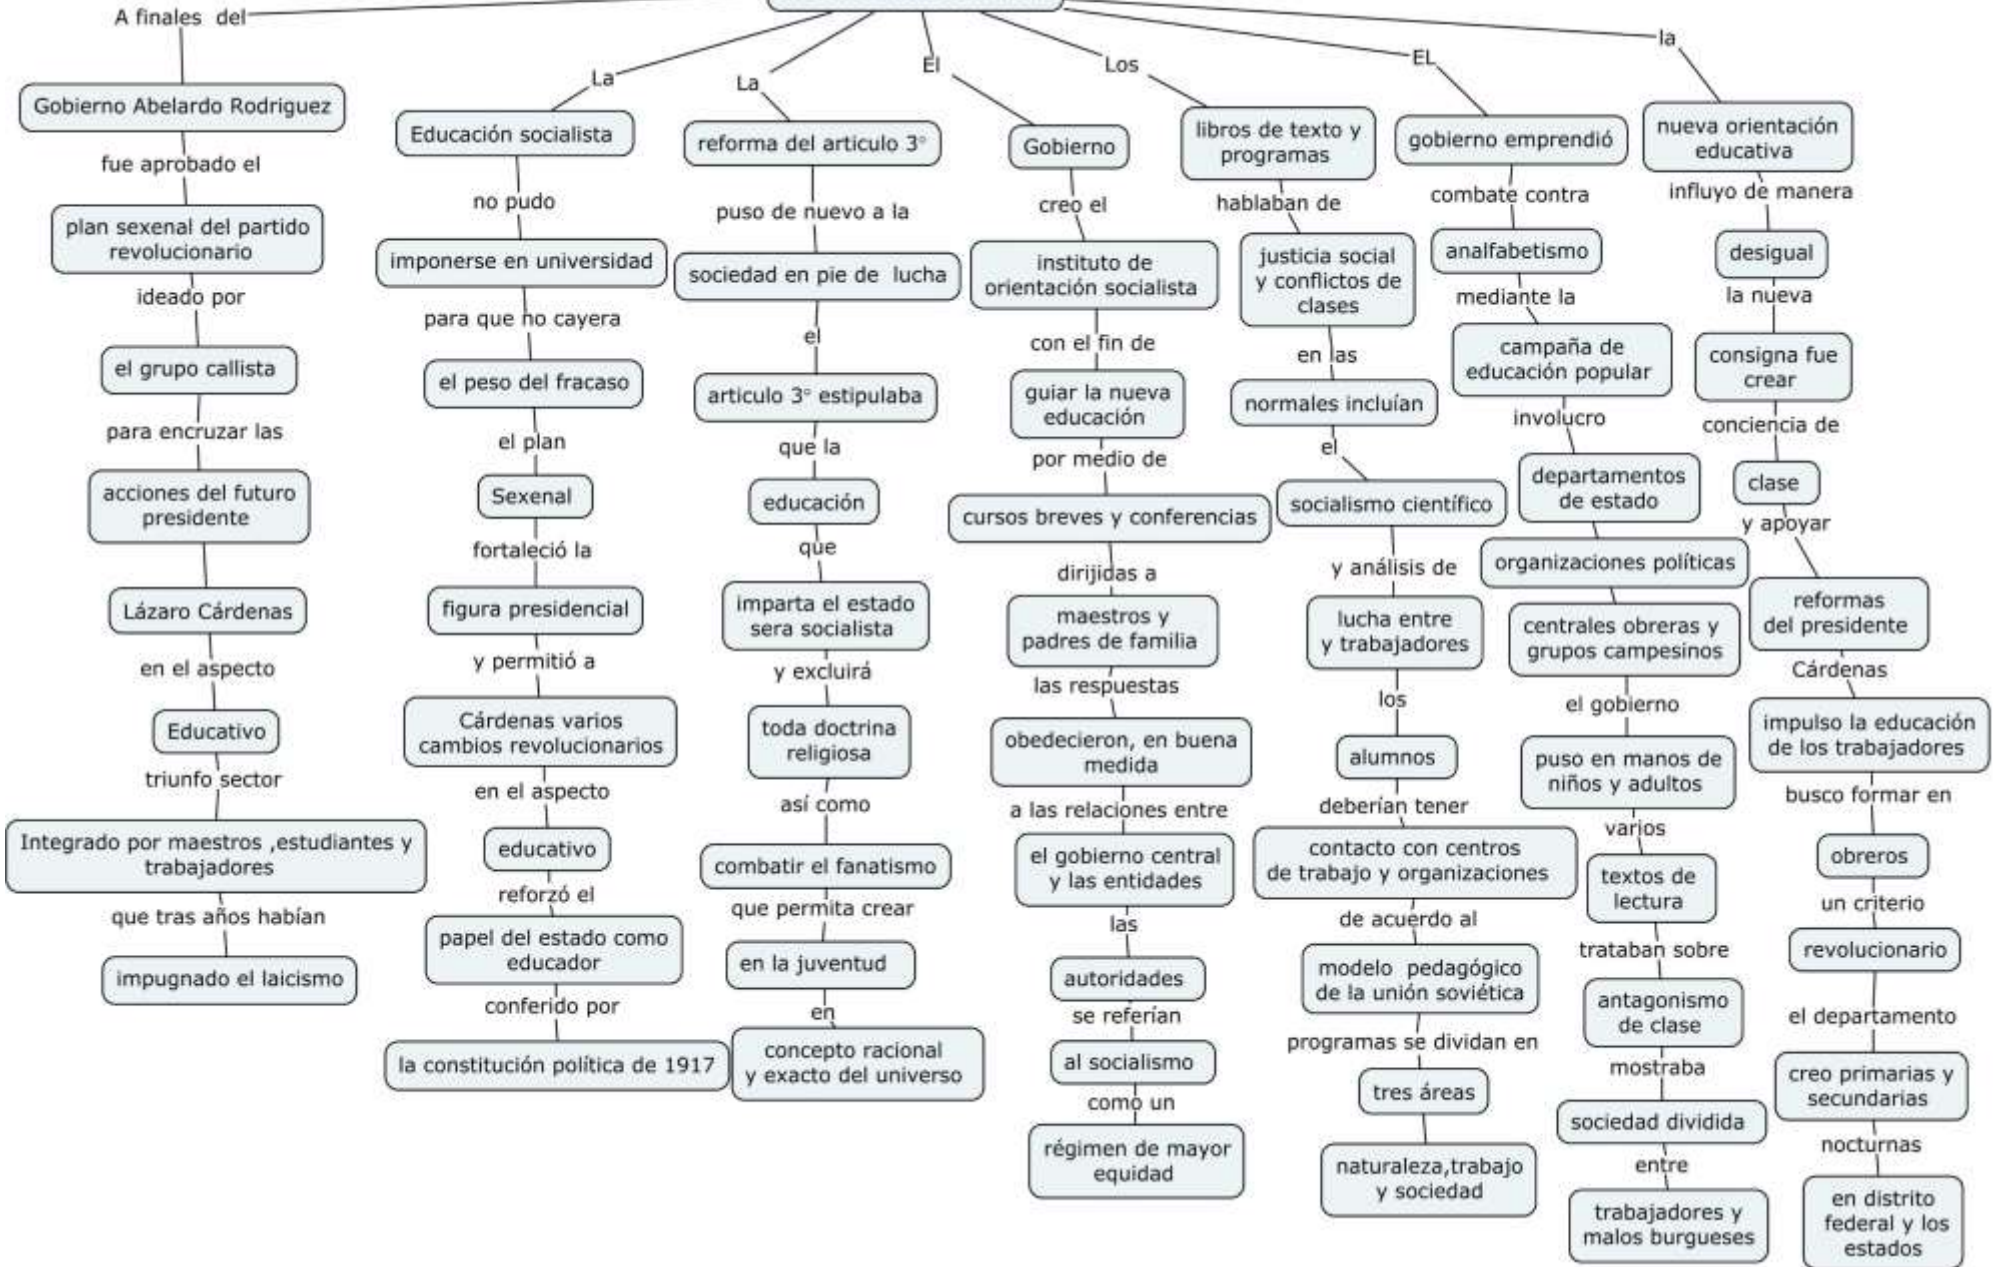 A finales del
Gobierno Abelardo Rodriguez
fue aprobado el
plan sexenal del partido
revolucionario
ideado por
el grupo callista
para encruzar las
acciones del futuro
presidente
Lázaro Cárdenas
en el aspecto
Educativo
triunfo sector
Integrado por maestros ,estudiantes y
trabajadores
que tras años habían
impugnado el laicismo
La
Educación socialista
no pudo
imponerse en universidad
para que no cayera
el peso del fracaso
el plan
Sexenal
fortaleció la
figura presidencial
y permitió a
Cárdenas varios
cambios revolucionarios
en el aspecto
educativo
reforzó el
papel del estado como
educador
conferido por
la constitución política de 1917
La
reforma del articulo 3°
puso de nuevo a la
sociedad en pie de lucha
el
articulo 3° estipulaba
que la
educación
que
imparta el estado
sera socialista
y excluirá
toda doctrina
religiosa
así como
combatir el fanatismo
que permita crear
en la juventud
en
concepto racional
y exacto del universo
El
Gobierno
creo el
instituto de
orientación socialista
con el fin de
guiar la nueva
educación
por medio de
cursos breves y conferencias
dirijidas a
maestros y
padres de familia
las respuestas
obedecieron, en buena
medida
a las relaciones entre
el gobierno central
y las entidades
las
autoridades
se referían
al socialismo
como un
régimen de mayor
equidad
Los
libros de texto y
programas
hablaban de
justicia social
y conflictos de
clases
en las
normales incluían
el
socialismo científico
y análisis de
lucha entre
y trabajadores
los
alumnos
deberían tener
contacto con centros
de trabajo y organizaciones
de acuerdo al
modelo pedagógico
de la unión soviética
programas se dividan en
tres áreas
naturaleza,trabajo
y sociedad
EL
gobierno emprendió
combate contra
analfabetismo
mediante la
campaña de
educación popular
involucro
departamentos
de estado
organizaciones políticas
centrales obreras y
grupos campesinos
el gobierno
puso en manos de
niños y adultos
varios
textos de
lectura
trataban sobre
antagonismo
de clase
mostraba
sociedad dividida
entre
trabajadores y
malos burgueses
la
nueva orientación
educativa
influyo de manera
desigual
la nueva
consigna fue
crear
conciencia de
clase
y apoyar
reformas
del presidente
Cárdenas
impulso la educación
de los trabajadores
busco formar en
obreros
un criterio
revolucionario
el departamento
creo primarias y
secundarias
nocturnas
en distrito
federal y los
estados